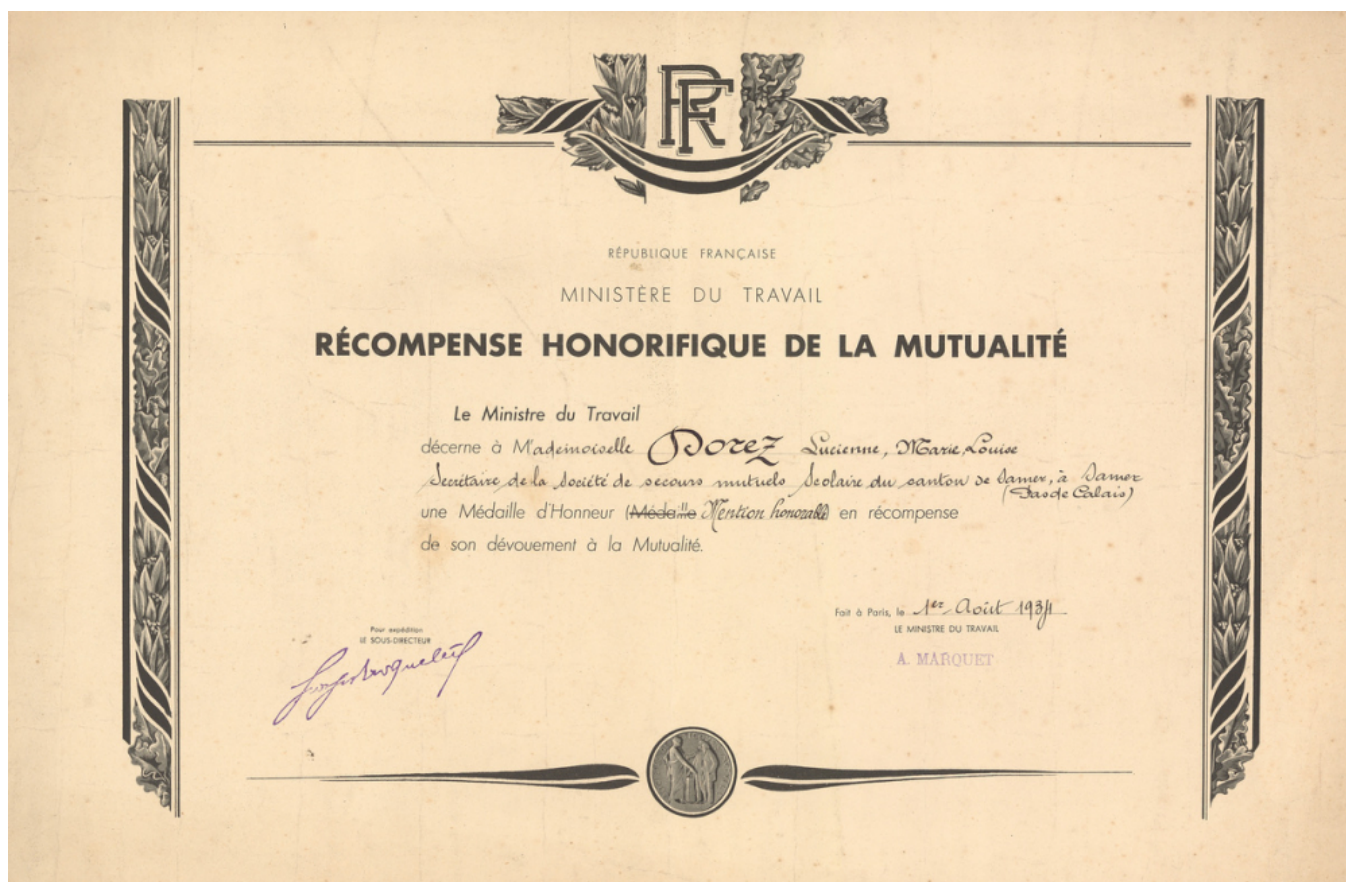 RF
RÉPUBLIQUE FRANÇAISE
MINISTÈRE DU TRAVAIL
RÉCOMPENSE HONORIFIQUE DE LA MUTUALITÉ
Le Ministre du Travail
décerne à Mademoiselle Dorez Lucienne, Marie, Louise
Secrétaire de la Société de secours mutuels Scolaire du canton de Samer, à Samer
(Pas de Calais)
une Médaille d'Honneur (Médaille Mention honorable) en récompense
de son dévouement à la Mutualité.
Fait à Paris, le 1er Août 1934
LE MINISTRE DU TRAVAIL
A. MARQUET
Pour expédition
LE SOUS-DIRECTEUR